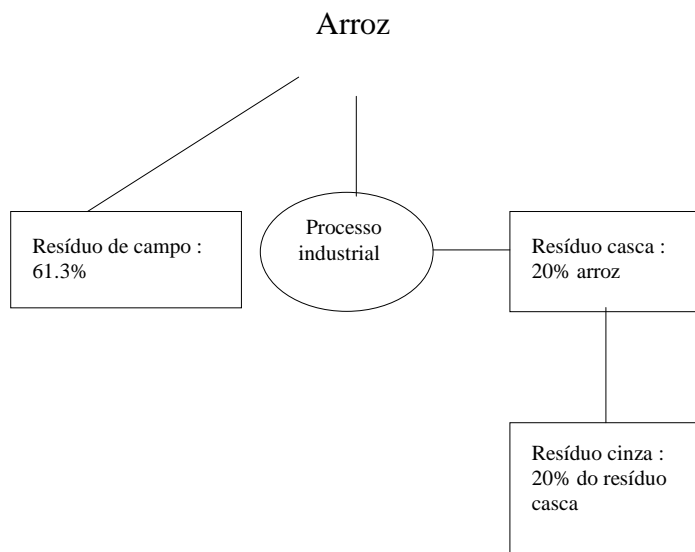 Arroz
Resíduo de campo :
61.3%
Processo
industrial
Resíduo casca :
20% arroz
Resíduo cinza :
20% do resíduo
casca